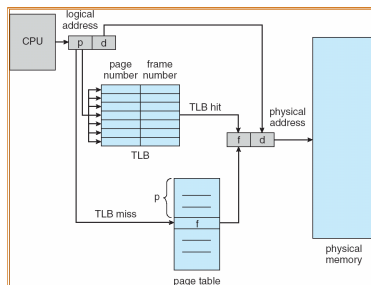 logical
address
CPU
p d
page number
frame number
TLB hit
physical
address
f d
TLB
p
TLB miss
f
physical
memory
page table